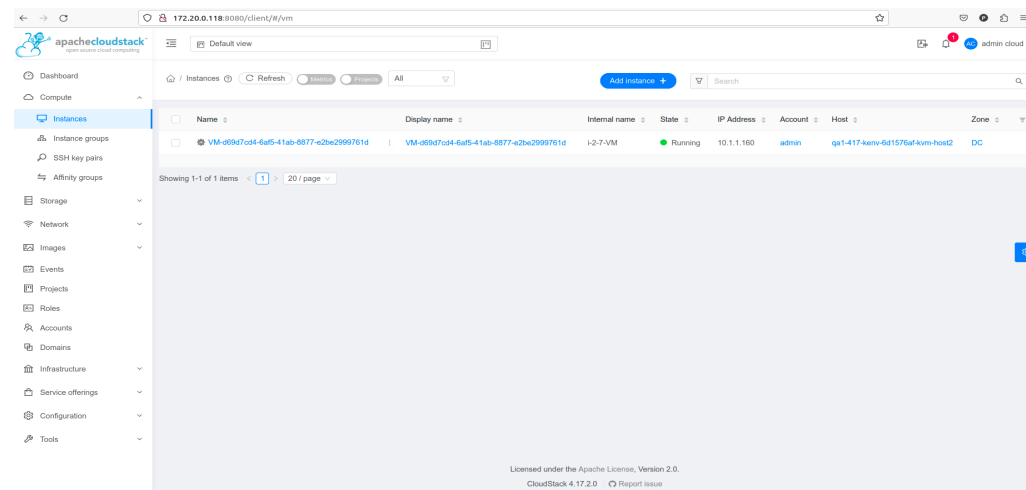 172.20.0.118:8080/client/#/vm
apachecloudstack™
open source cloud computing
Default view
1
AC admin cloud
Dashboard
Compute
Instances
Instance groups
SSH key pairs
Affinity groups
Storage
Network
Images
Events
Projects
Roles
Accounts
Domains
Infrastructure
Service offerings
Configuration
Tools
/ Instances Refresh Metrics Projects All Add instance + Search
Name Display name Internal name State IP Address Account Host Zone
VM-d69d7cd4-6af5-41ab-8877-e2be2999761d VM-d69d7cd4-6af5-41ab-8877-e2be2999761d i-2-7-VM Running 10.1.1.160 admin qa1-417-kenv-6d1576af-kvm-host2 DC
Showing 1-1 of 1 items < 1 > 20 / page
Licensed under the Apache License, Version 2.0.
CloudStack 4.17.2.0 Report issue